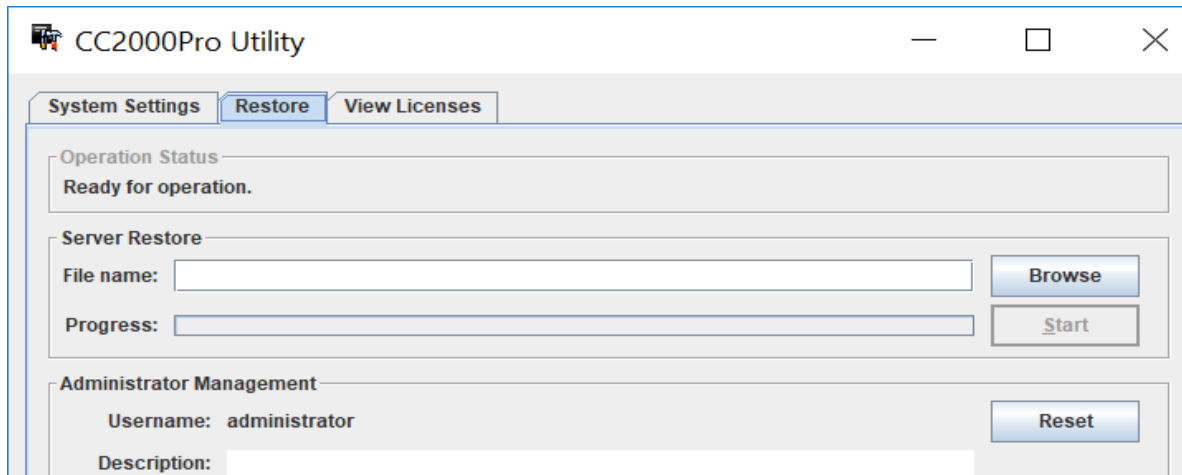 CC2000Pro Utility
System Settings Restore View Licenses
Operation Status
Ready for operation.
Server Restore
File name: Browse
Progress: Start
Administrator Management
Username: administrator Reset
Description: